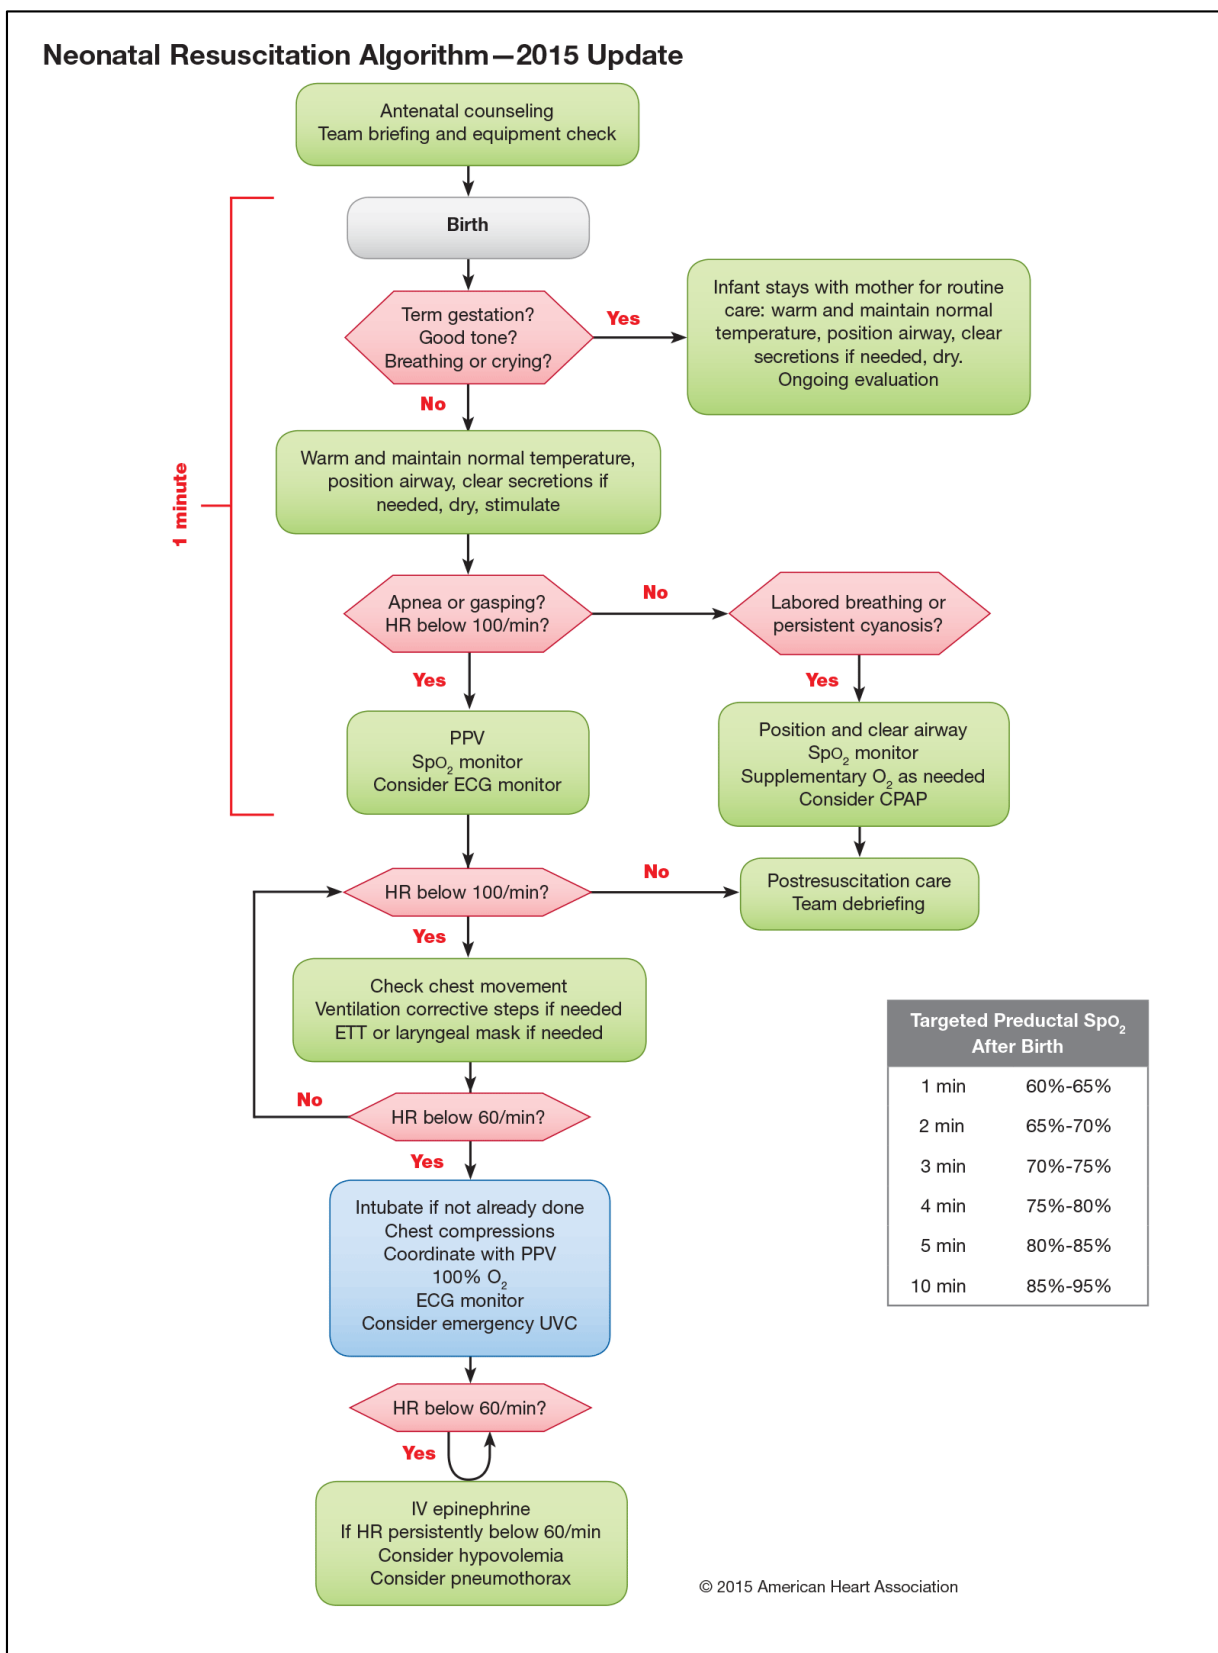 Neonatal Resuscitation Algorithm—2015 Update
Antenatal counseling
Team briefing and equipment check
Birth
1 minute
Term gestation?
Good tone?
Breathing or crying?
Yes
Infant stays with mother for routine
care: warm and maintain normal
temperature, position airway, clear
secretions if needed, dry.
Ongoing evaluation
No
Warm and maintain normal temperature,
position airway, clear secretions if
needed, dry, stimulate
Apnea or gasping?
HR below 100/min?
No
Labored breathing or
persistent cyanosis?
Yes
Yes
PPV
SpO₂ monitor
Consider ECG monitor
Position and clear airway
SpO₂ monitor
Supplementary O₂ as needed
Consider CPAP
HR below 100/min?
No
Postresuscitation care
Team debriefing
Yes
Check chest movement
Ventilation corrective steps if needed
ETT or laryngeal mask if needed
No
HR below 60/min?
Yes
Intubate if not already done
Chest compressions
Coordinate with PPV
100% O₂
ECG monitor
Consider emergency UVC
HR below 60/min?
Yes
IV epinephrine
If HR persistently below 60/min
Consider hypovolemia
Consider pneumothorax
Targeted Preductal SpO₂
After Birth
1 min 60%-65%
2 min 65%-70%
3 min 70%-75%
4 min 75%-80%
5 min 80%-85%
10 min 85%-95%
© 2015 American Heart Association